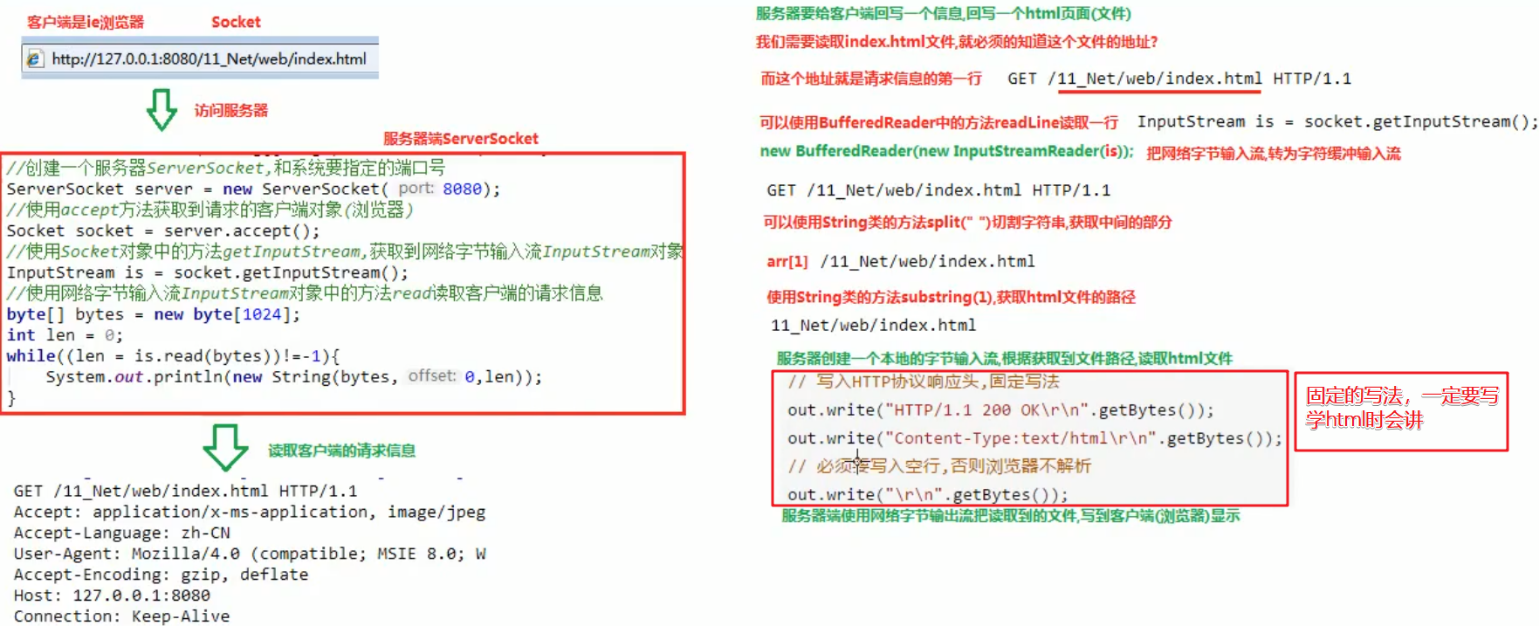 客户端是ie浏览器 Socket
http://127.0.0.1:8080/11_Net/web/index.html
访问服务器
服务器端ServerSocket
//创建一个服务器ServerSocket,和系统要指定的端口号
ServerSocket server = new ServerSocket( port: 8080);
//使用accept方法获取到请求的客户端对象(浏览器)
Socket socket = server.accept();
//使用Socket对象中的方法getInputStream,获取到网络字节输入流InputStream对象
InputStream is = socket.getInputStream();
//使用网络字节输入流InputStream对象中的方法read读取客户端的请求信息
byte[] bytes = new byte[1024];
int len = 0;
while((len = is.read(bytes))!=-1){
System.out.println(new String(bytes, offset: 0,len));
}
读取客户端的请求信息
GET /11_Net/web/index.html HTTP/1.1
Accept: application/x-ms-application, image/jpeg
Accept-Language: zh-CN
User-Agent: Mozilla/4.0 (compatible; MSIE 8.0; W
Accept-Encoding: gzip, deflate
Host: 127.0.0.1:8080
Connection: Keep-Alive
服务器要给客户端回写一个信息,回写一个html页面(文件)
我们需要读取index.html文件,就必须的知道这个文件的地址?
而这个地址就是请求信息的第一行 GET /11_Net/web/index.html HTTP/1.1
可以使用BufferedReader中的方法readLine读取一行 InputStream is = socket.getInputStream();
new BufferedReader(new InputStreamReader(is)); 把网络字节输入流,转为字符缓冲输入流
GET /11_Net/web/index.html HTTP/1.1
可以使用String类的方法split(" ")切割字符串,获取中间的部分
arr[1] /11_Net/web/index.html
使用String类的方法substring(1),获取html文件的路径
11_Net/web/index.html
服务器创建一个本地的字节输入流,根据获取到文件路径,读取html文件
// 写入HTTP协议响应头,固定写法
out.write("HTTP/1.1 200 OK\r\n".getBytes());
out.write("Content-Type:text/html\r\n".getBytes());
// 必须要写入空行,否则浏览器不解析
out.write("\r\n".getBytes());
固定的写法，一定要写
学html时会讲
服务器端使用网络字节输出流把读取到的文件,写到客户端(浏览器)显示